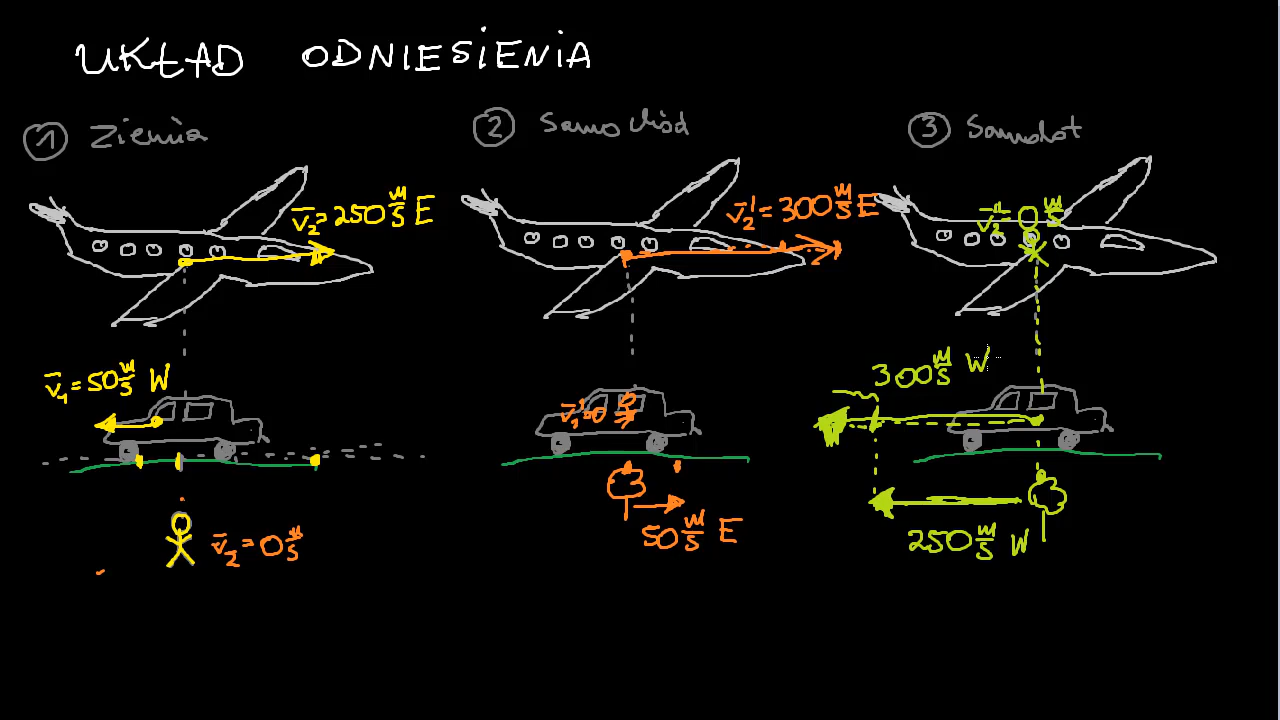 UKŁAD ODNIESIENIA
1 Ziemia
2 Samochód
3 Samolot
v₂ = 250 m/s E
v₂' = 300 m/s E
v₂'' = 0 m/s
v₁ = 50 m/s W
300 m/s W
v₂ = 0 m/s
50 m/s E
250 m/s W